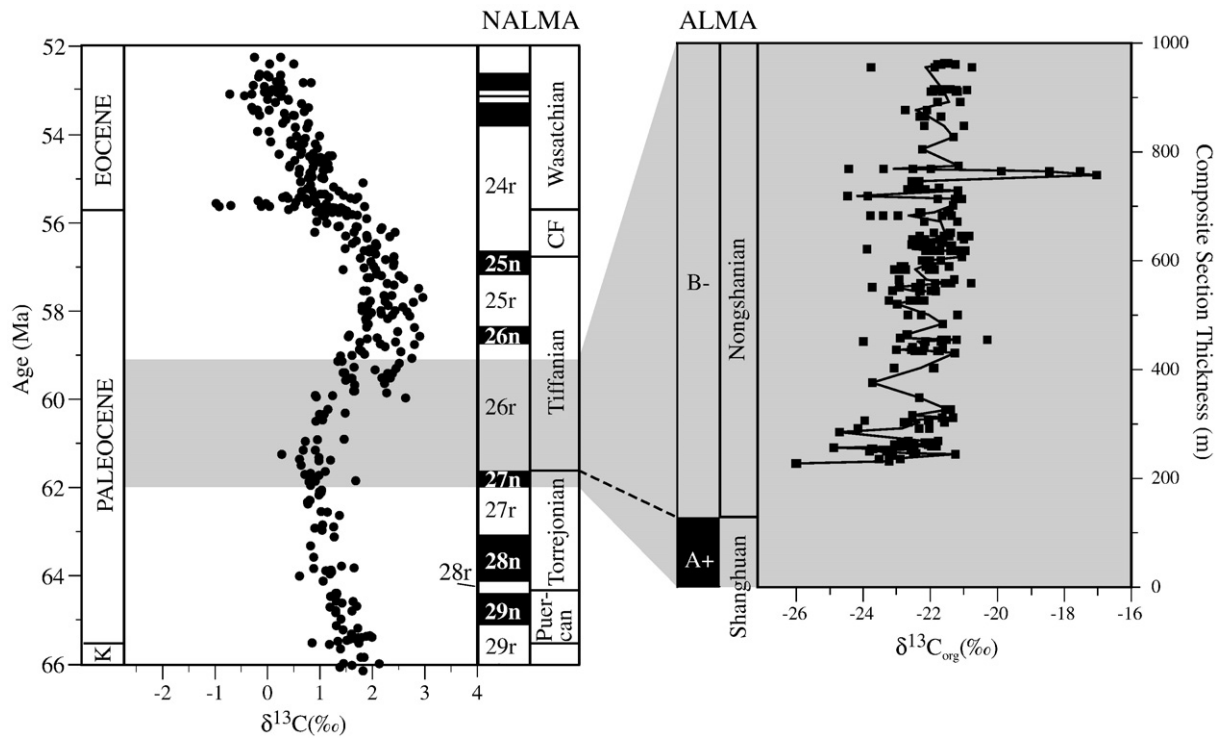 NALMA
ALMA
52
54
56
58
60
62
64
66
Age (Ma)
EOCENE
PALEOCENE
K
-2
-1
0
1
2
3
4
δ13C(‰)
24r
25n
25r
26n
26r
27n
27r
28n
28r
29n
29r
Wasatchian
CF
Tiffanian
Torrejonian
Puer-
can
B-
A+
Nongshanian
Shanghuan
1000
800
600
400
200
0
Composite Section Thickness (m)
-26
-24
-22
-20
-18
-16
δ13Corg(‰)